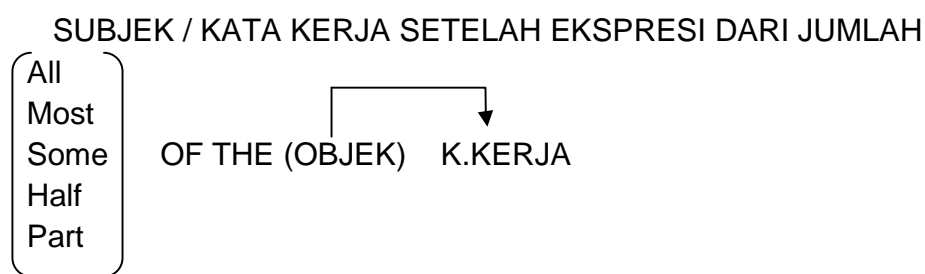 SUBJEK / KATA KERJA SETELAH EKSPRESI DARI JUMLAH
All
Most
Some OF THE (OBJEK) K.KERJA
Half
Part